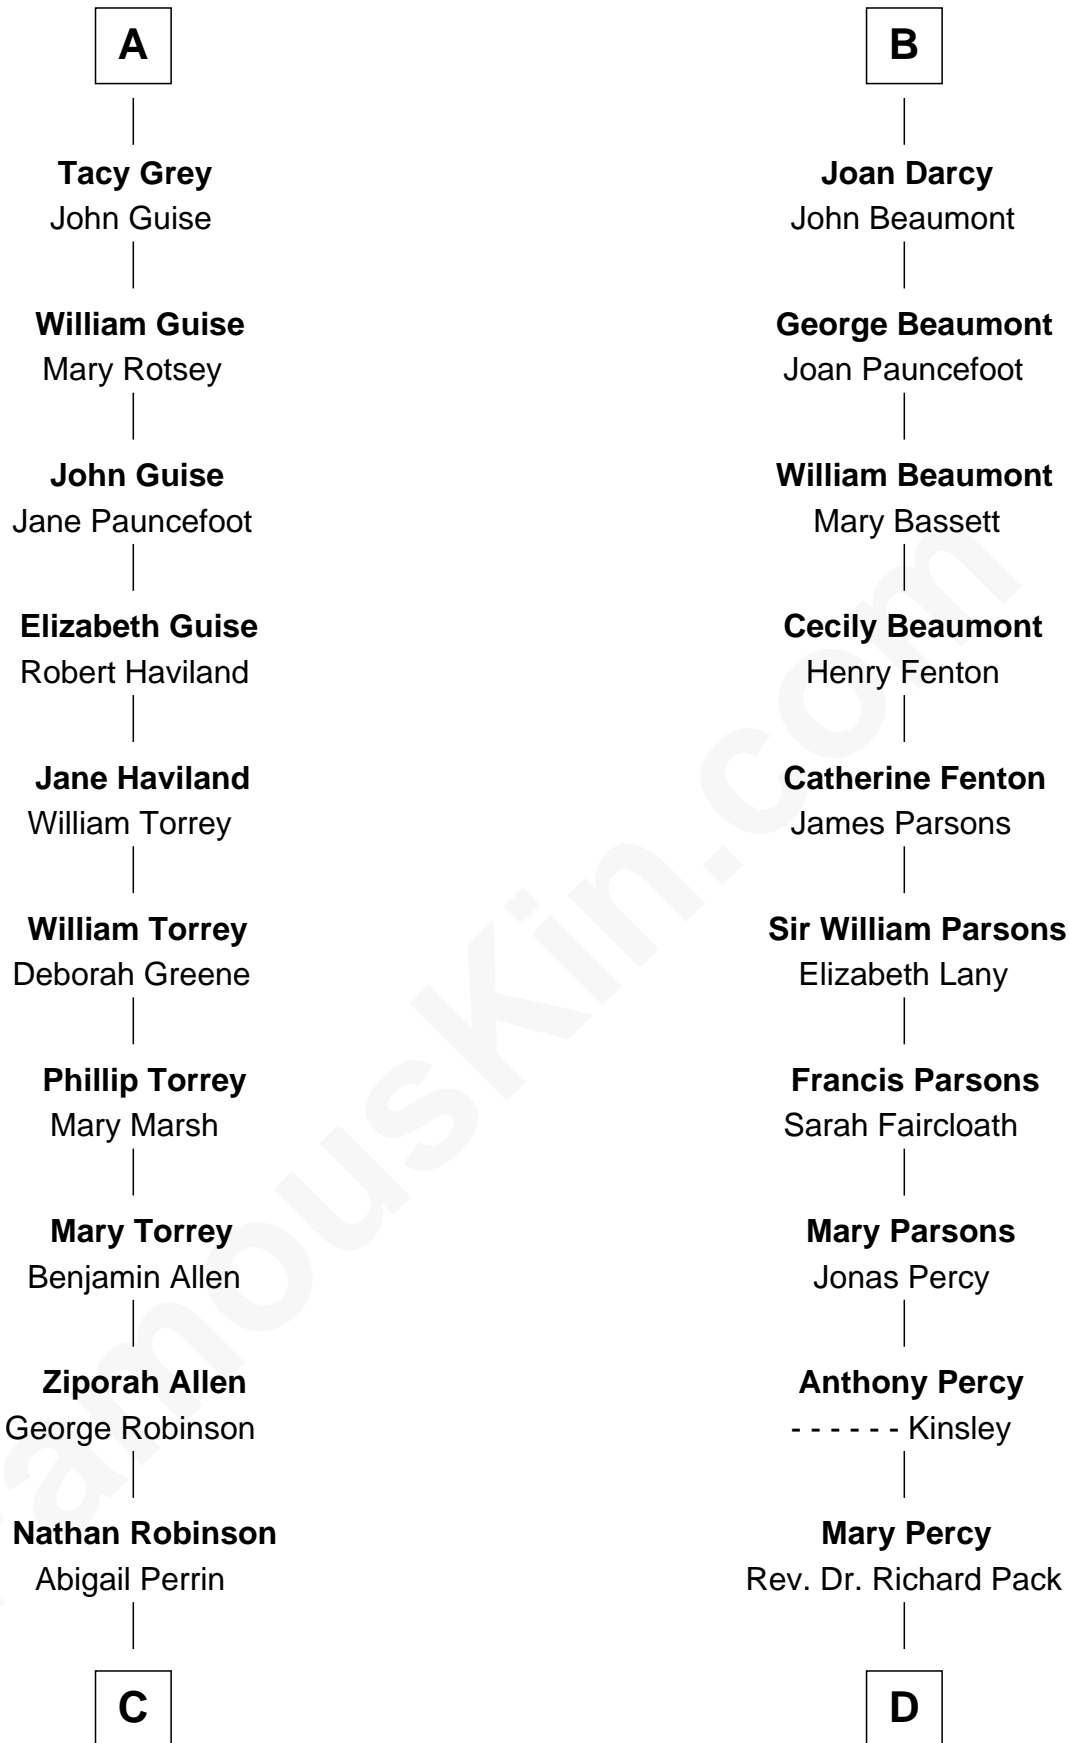 A
Tacy Grey
John Guise
William Guise
Mary Rotsey
John Guise
Jane Pauncefoot
Elizabeth Guise
Robert Haviland
Jane Haviland
William Torrey
William Torrey
Deborah Greene
Phillip Torrey
Mary Marsh
Mary Torrey
Benjamin Allen
Ziporah Allen
George Robinson
Nathan Robinson
Abigail Perrin
C
B
Joan Darcy
John Beaumont
George Beaumont
Joan Pauncefoot
William Beaumont
Mary Bassett
Cecily Beaumont
Henry Fenton
Catherine Fenton
James Parsons
Sir William Parsons
Elizabeth Lany
Francis Parsons
Sarah Faircloath
Mary Parsons
Jonas Percy
Anthony Percy
- - - - - - Kinsley
Mary Percy
Rev. Dr. Richard Pack
D
FamousKin.com